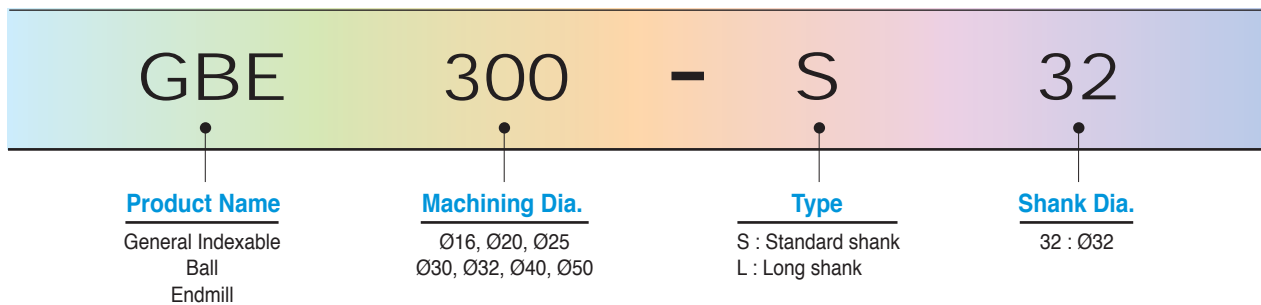 GBE 300 - S 32
Product Name Machining Dia. Type Shank Dia.
General Indexable Ø16, Ø20, Ø25 S : Standard shank 32 : Ø32
Ball Ø30, Ø32, Ø40, Ø50 L : Long shank
Endmill